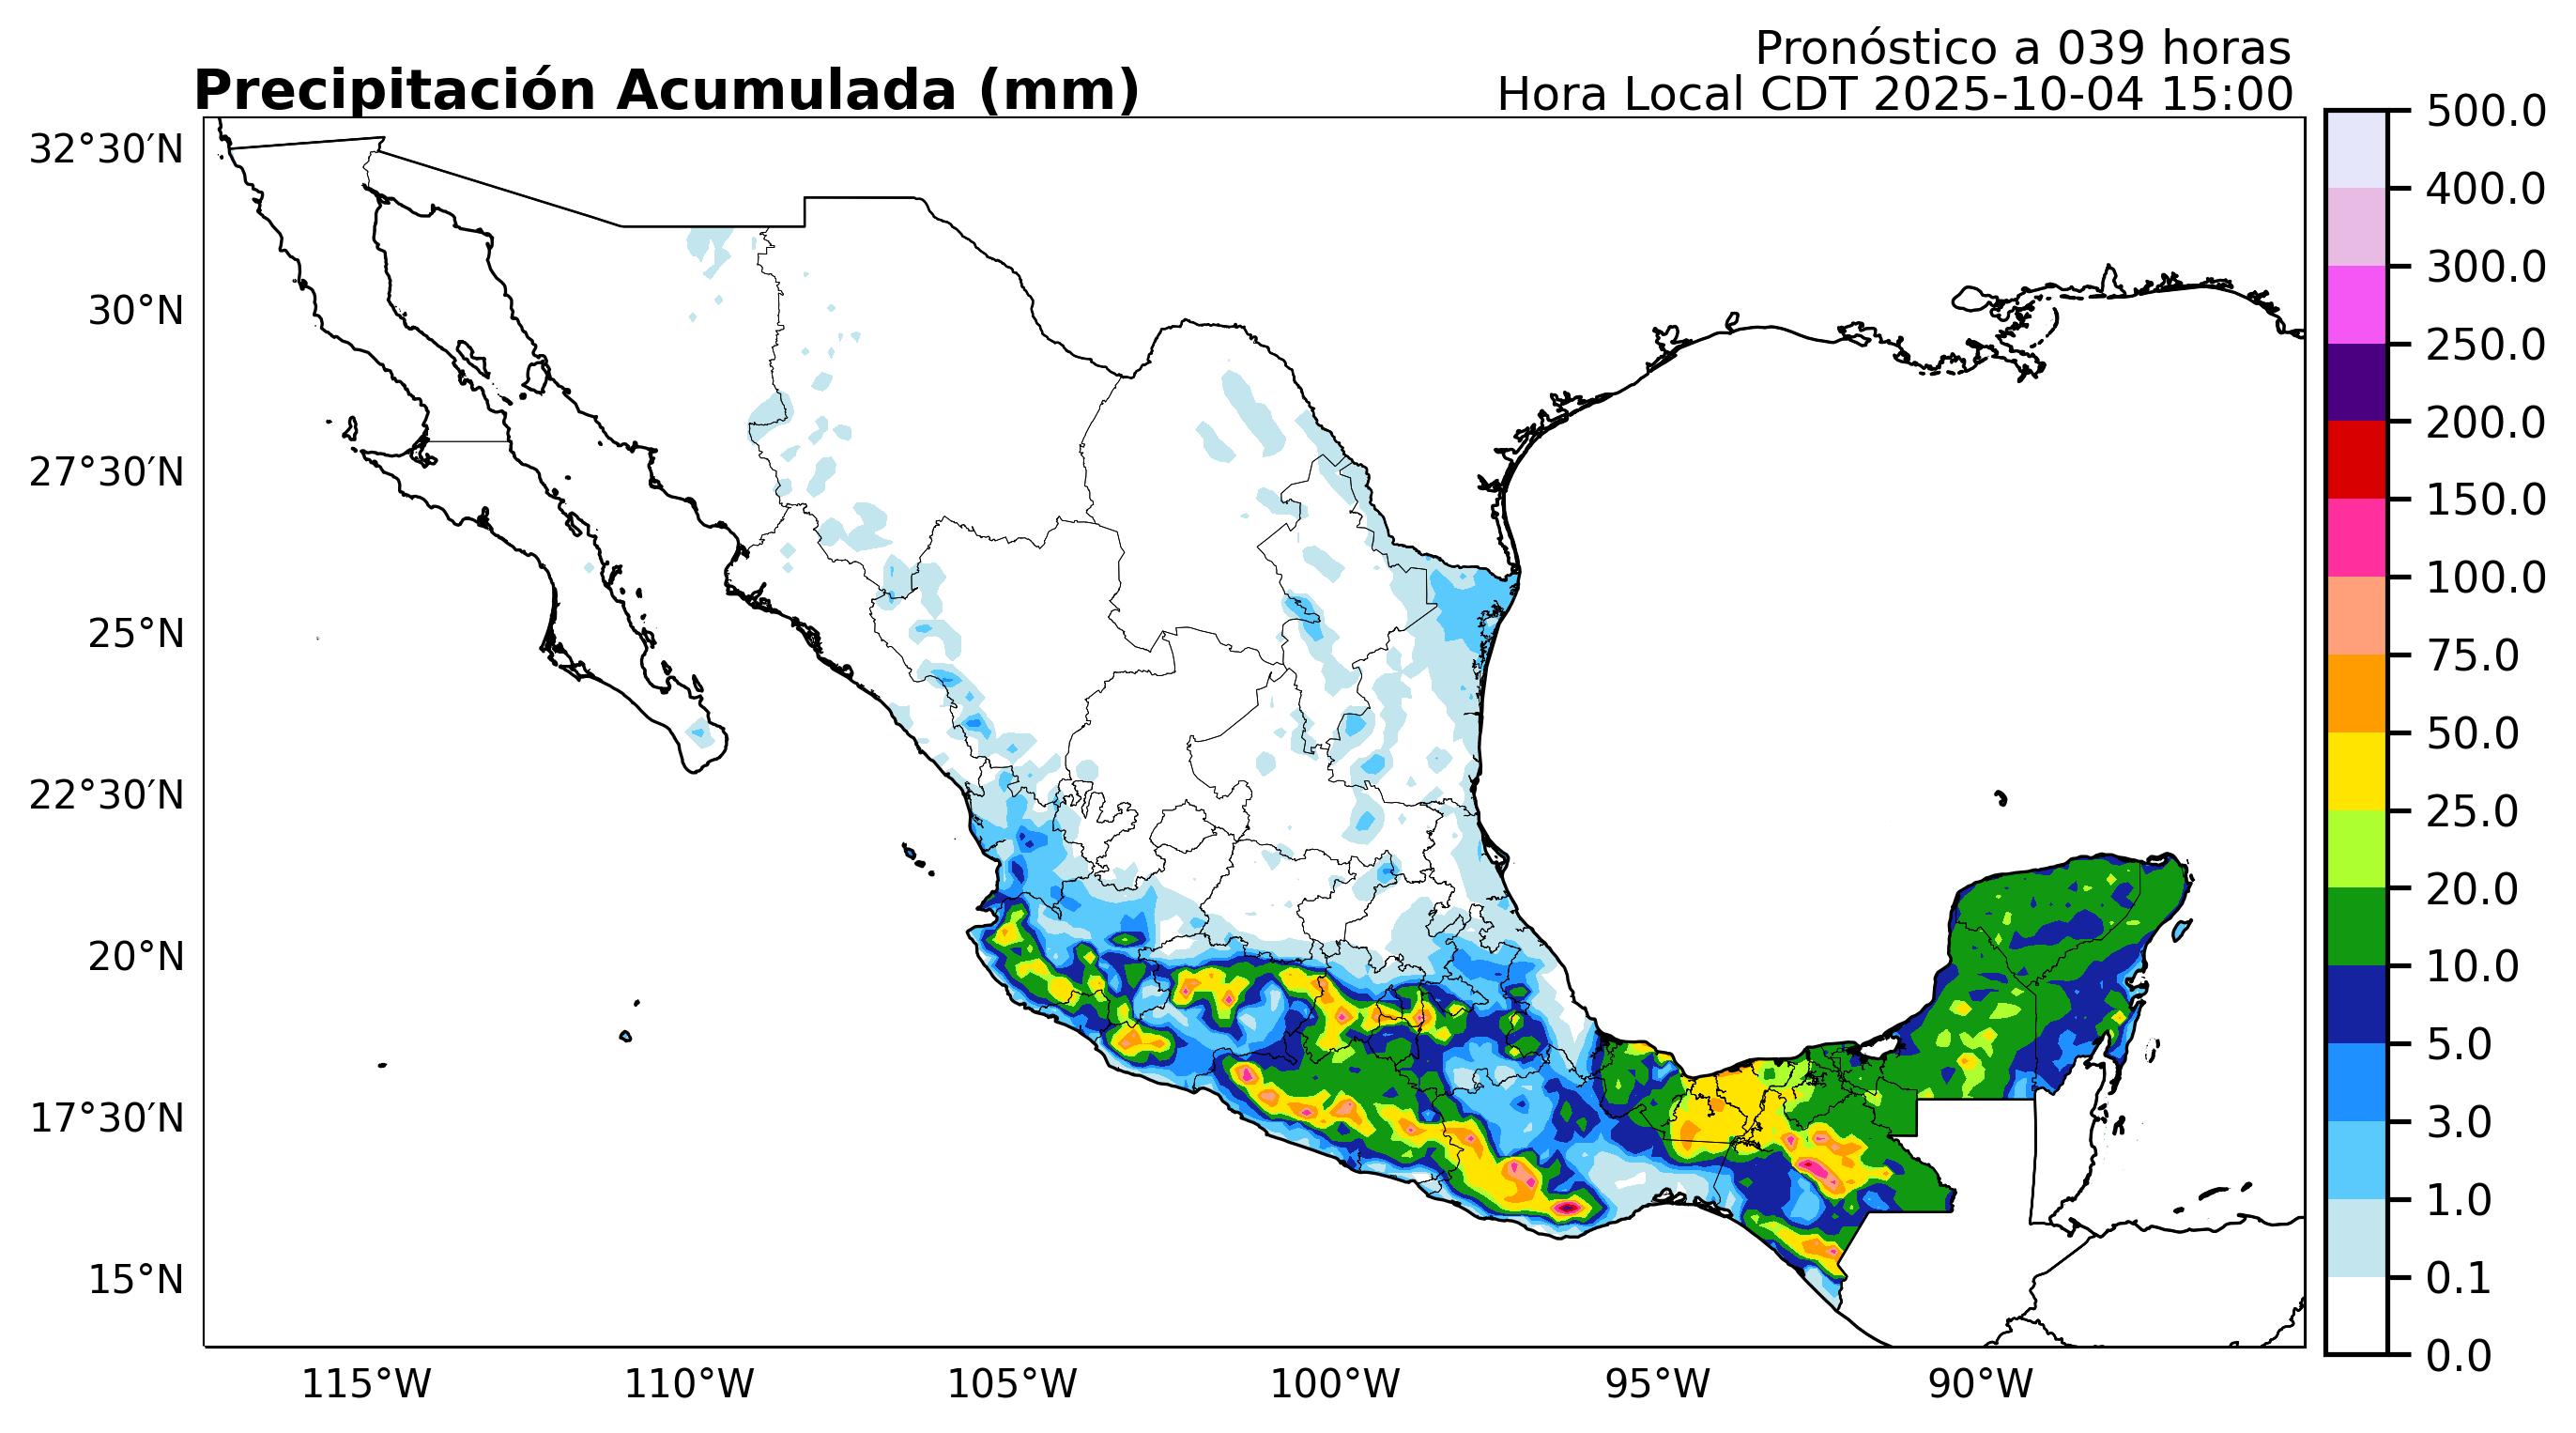 Pronóstico a 039 horas
Precipitación Acumulada (mm)
Hora Local CDT 2025-10-04 15:00
32°30′N
30°N
27°30′N
25°N
22°30′N
20°N
17°30′N
15°N
115°W
110°W
105°W
100°W
95°W
90°W
500.0
400.0
300.0
250.0
200.0
150.0
100.0
75.0
50.0
25.0
20.0
10.0
5.0
3.0
1.0
0.1
0.0